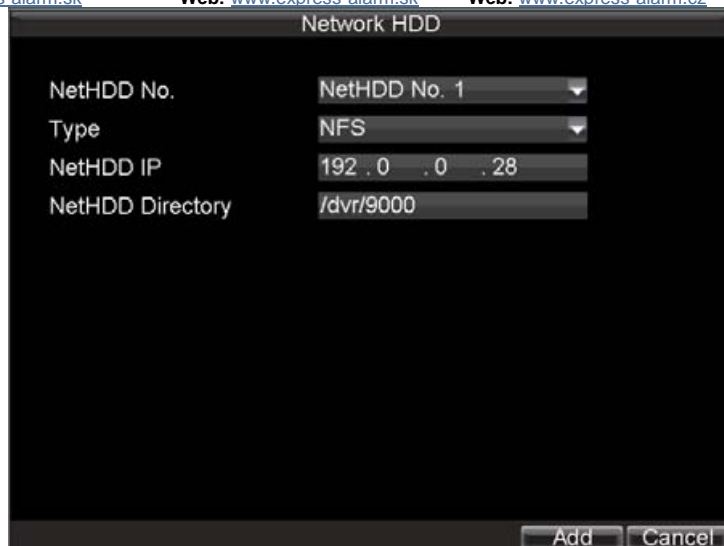 Web: www.express-alarm.sk Web: www.express-alarm.cz
Network HDD
NetHDD No. NetHDD No. 1
Type NFS
NetHDD IP 192 . 0 . 0 . 28
NetHDD Directory /dvr/9000
Add Cancel